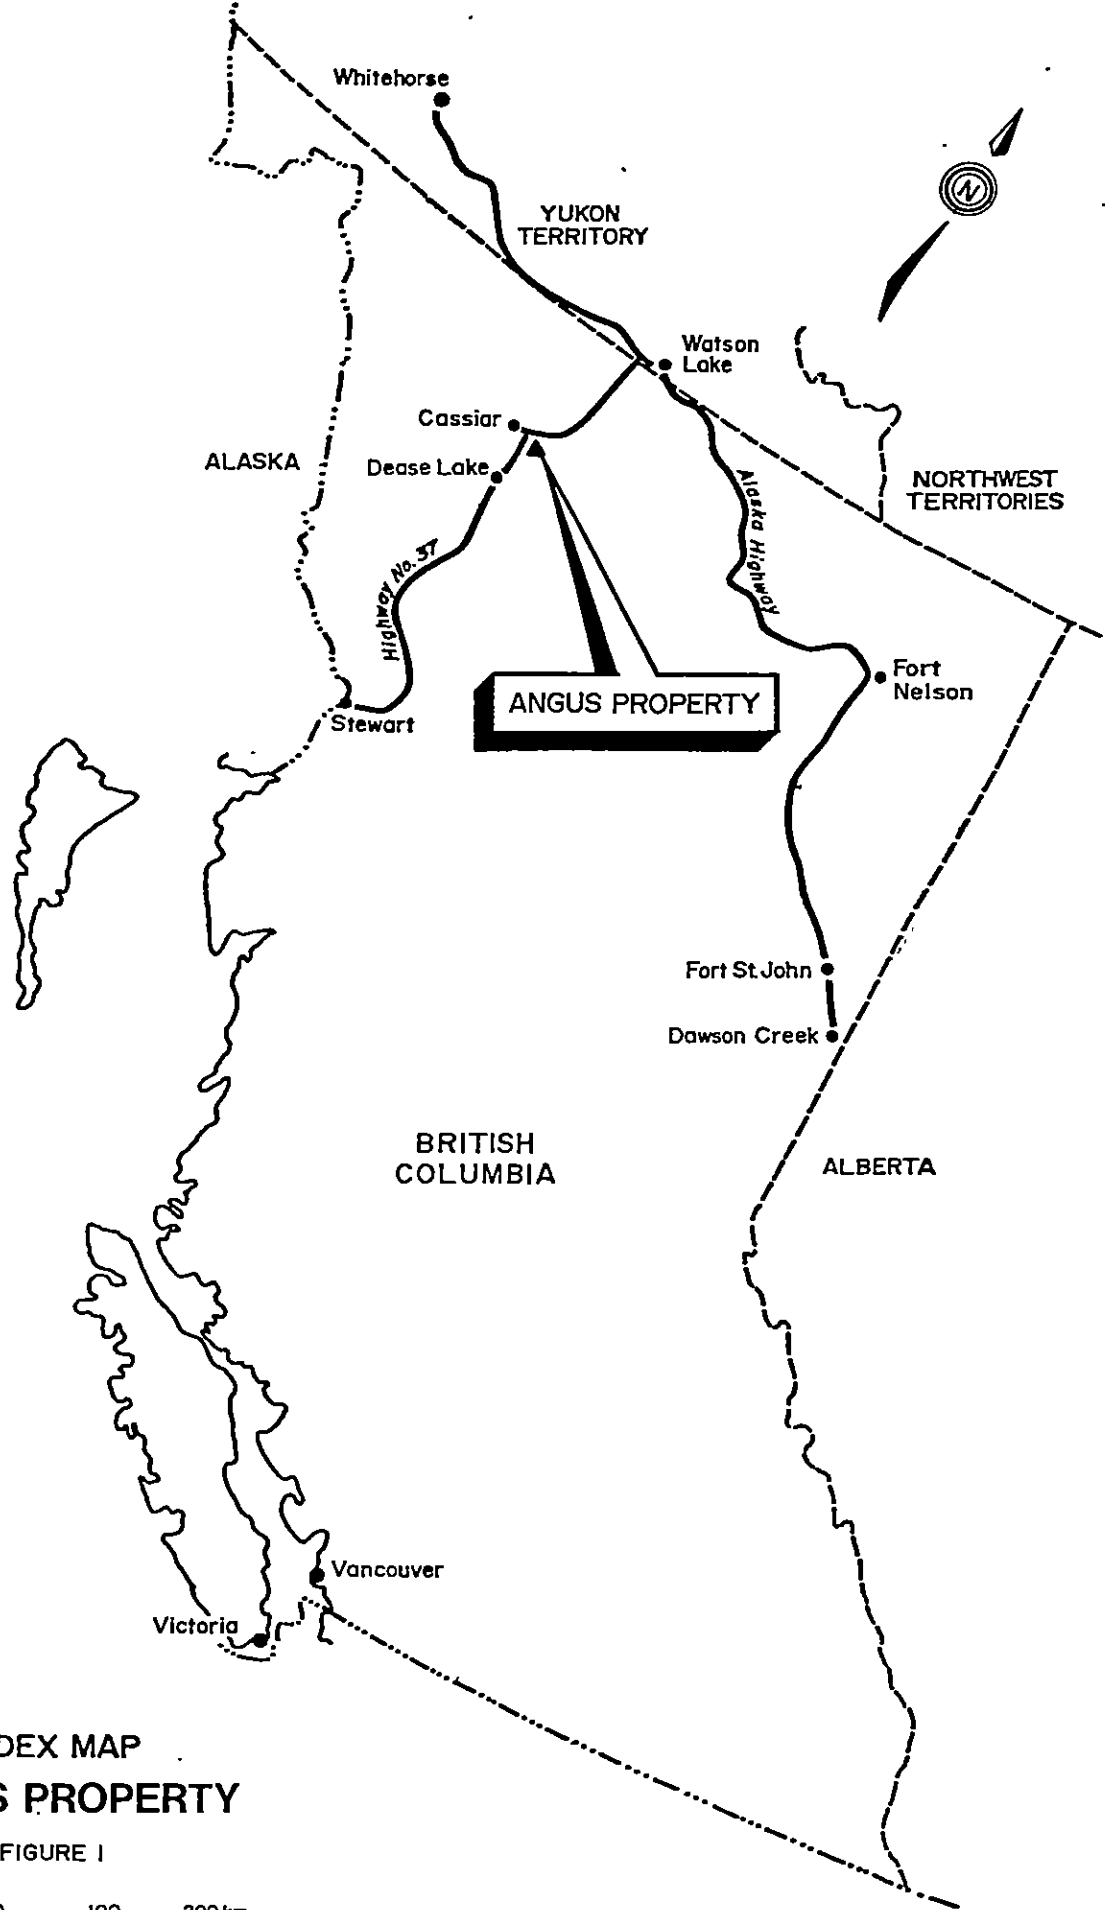 Whitehorse
N
YUKON
TERRITORY
Watson
Lake
Cassiar
ALASKA
Dease Lake
NORTHWEST
TERRITORIES
Alaska Highway
Highway No. 37
Fort
Nelson
ANGUS PROPERTY
Stewart
Fort St. John
Dawson Creek
BRITISH
COLUMBIA
ALBERTA
Vancouver
Victoria
DEX MAP
S PROPERTY
FIGURE 1